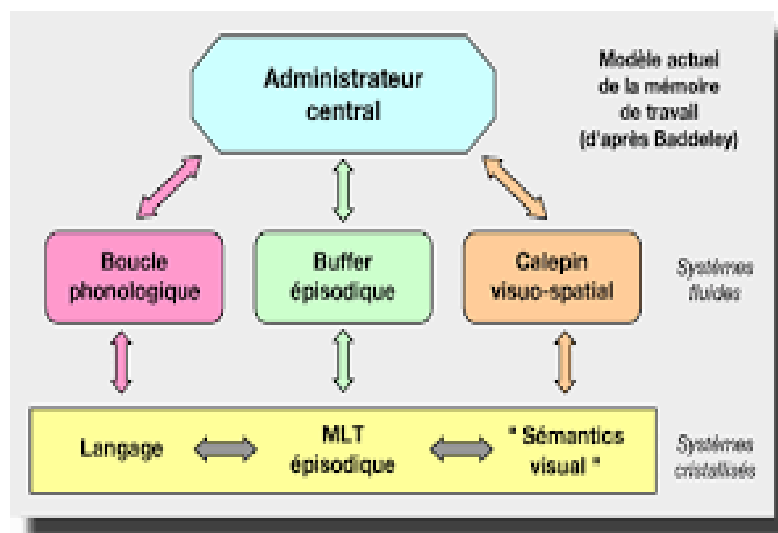 Administrateur
central
Modèle actuel
de la mémoire
de travail
(d'après Baddeley)
Boucle
phonologique
Buffer
épisodique
Calepin
visuo-spatial
Systèmes
fluides
Langage
MLT
épisodique
" Sémantics
visual "
Systèmes
cristallisés